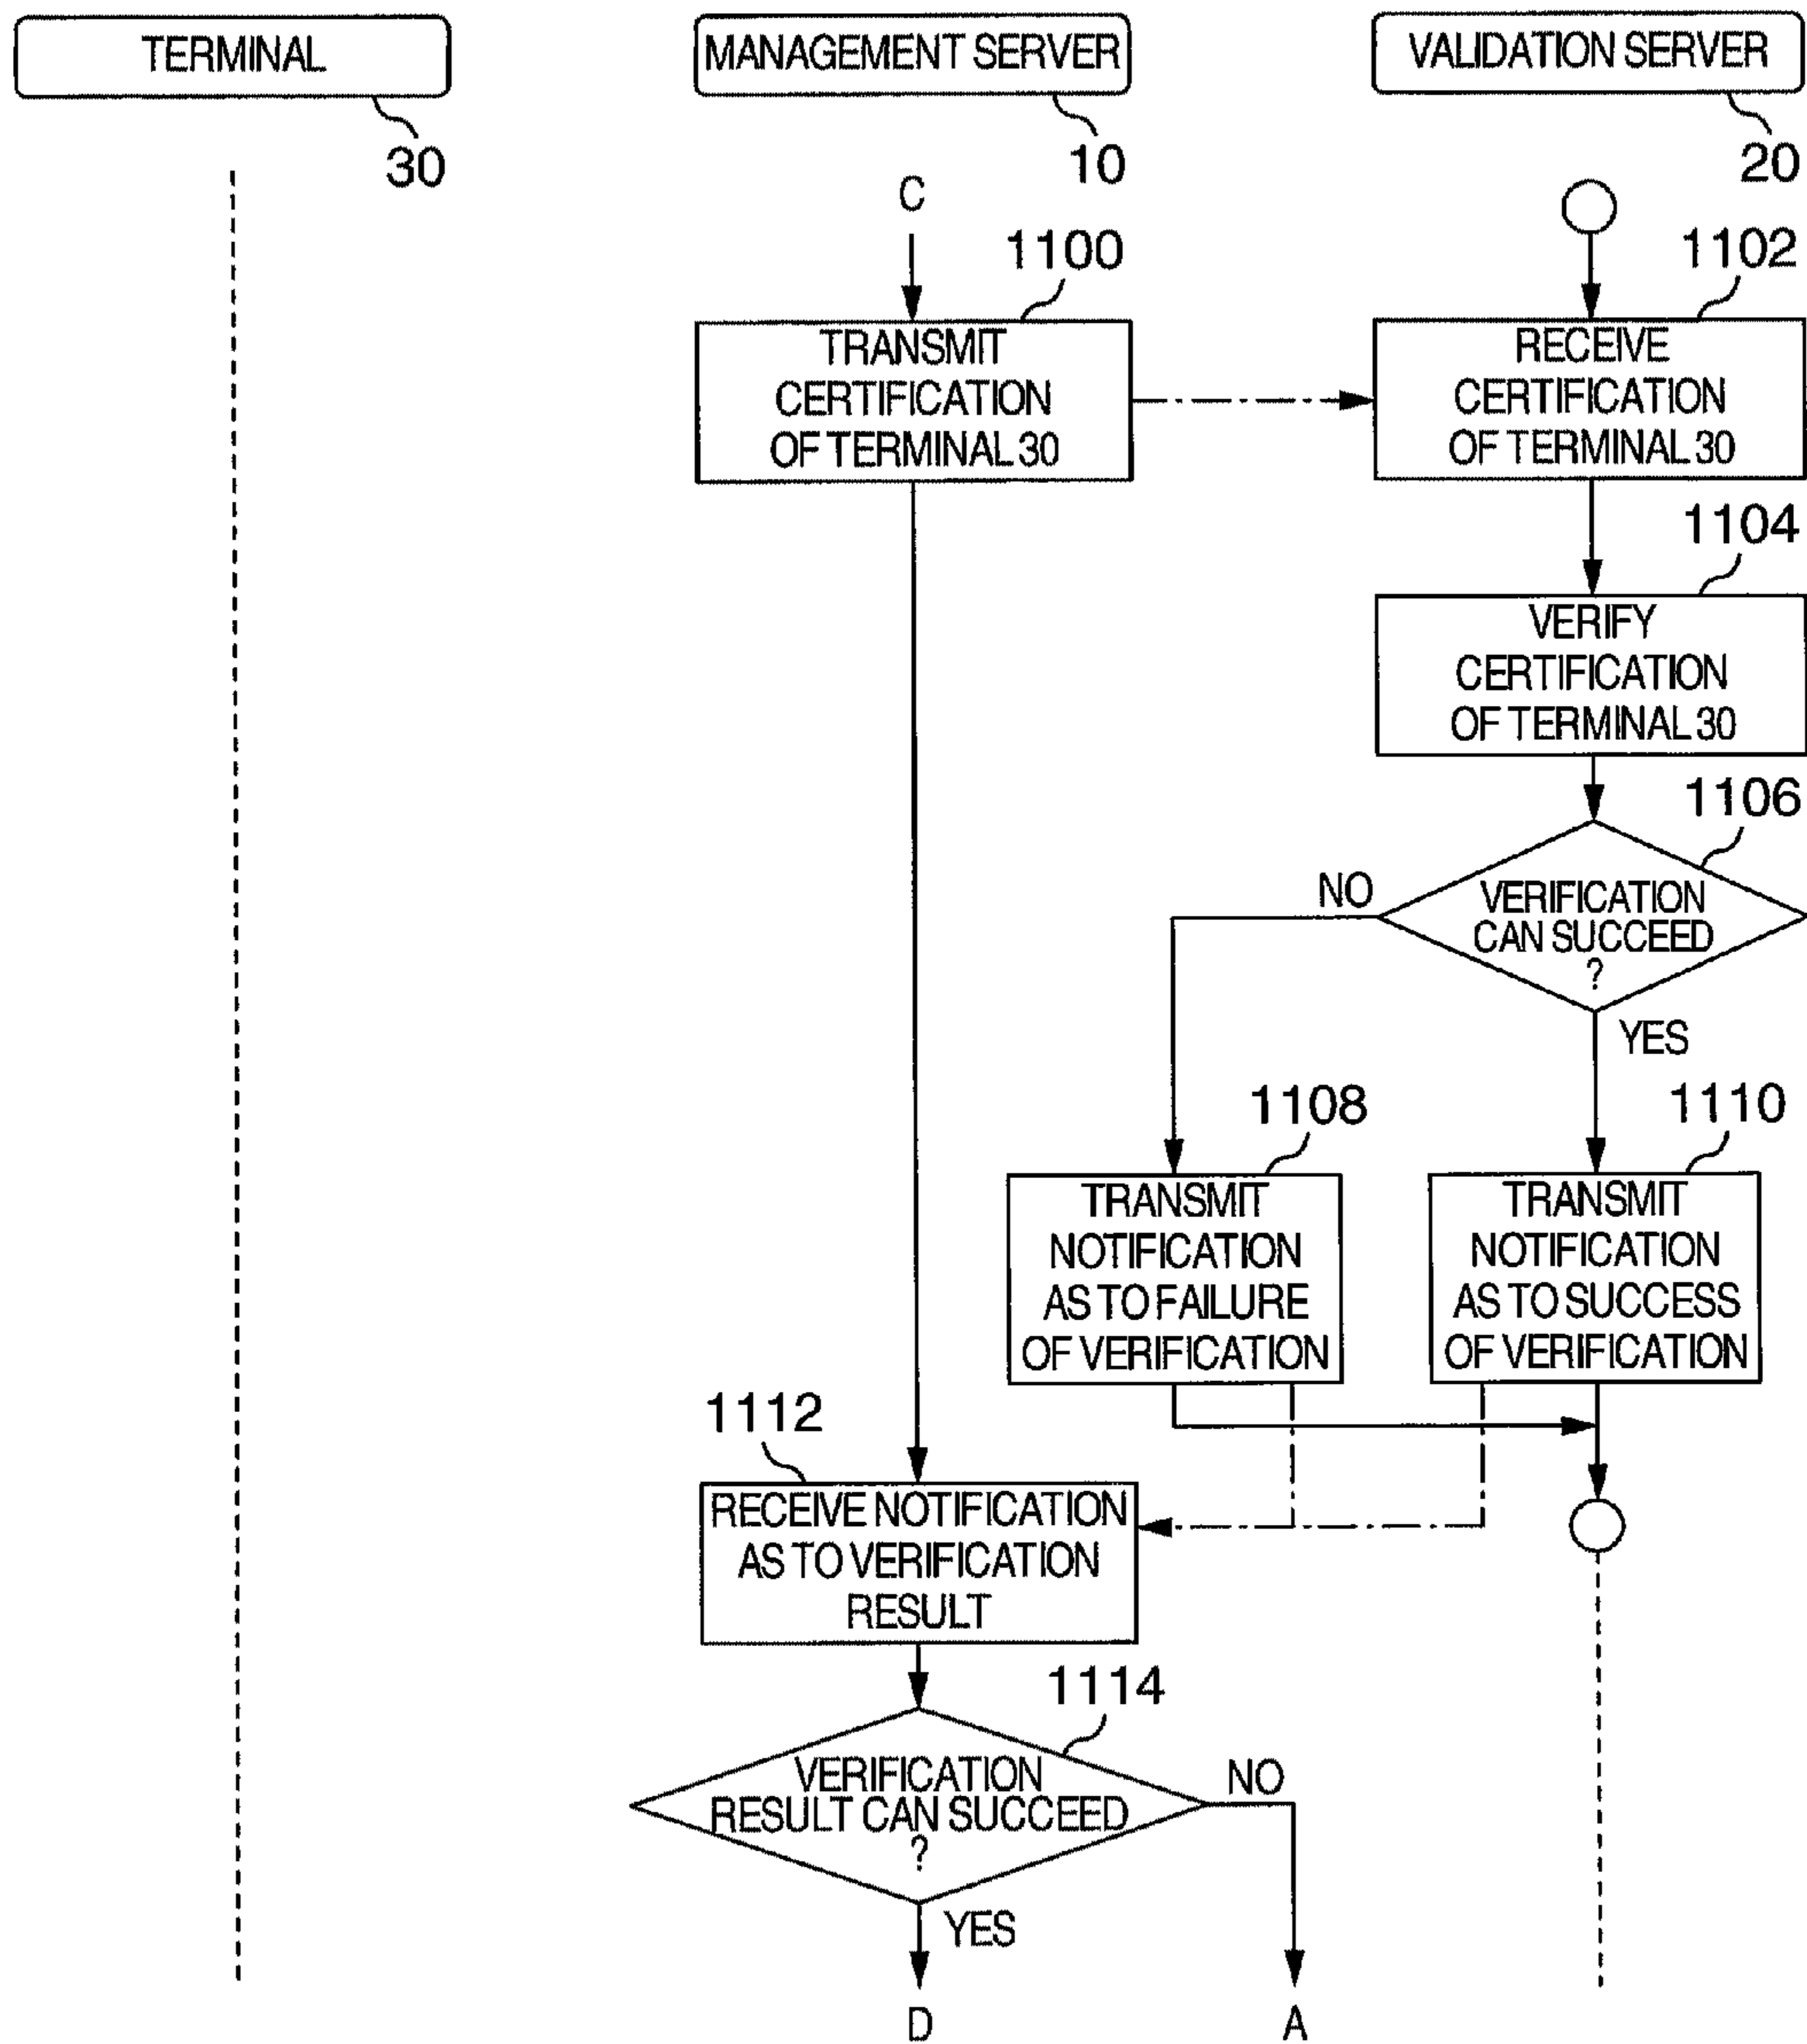 TERMINAL
MANAGEMENT SERVER
VALIDATION SERVER
30
10
20
C
1100
1102
TRANSMIT
CERTIFICATION
OF TERMINAL 30
RECEIVE
CERTIFICATION
OF TERMINAL 30
1104
VERIFY
CERTIFICATION
OF TERMINAL 30
1106
NO
VERIFICATION
CAN SUCCEED
?
YES
1108
1110
TRANSMIT
NOTIFICATION
AS TO FAILURE
OF VERIFICATION
TRANSMIT
NOTIFICATION
AS TO SUCCESS
OF VERIFICATION
1112
RECEIVE NOTIFICATION
AS TO VERIFICATION
RESULT
1114
VERIFICATION
RESULT CAN SUCCEED
?
NO
YES
D
A